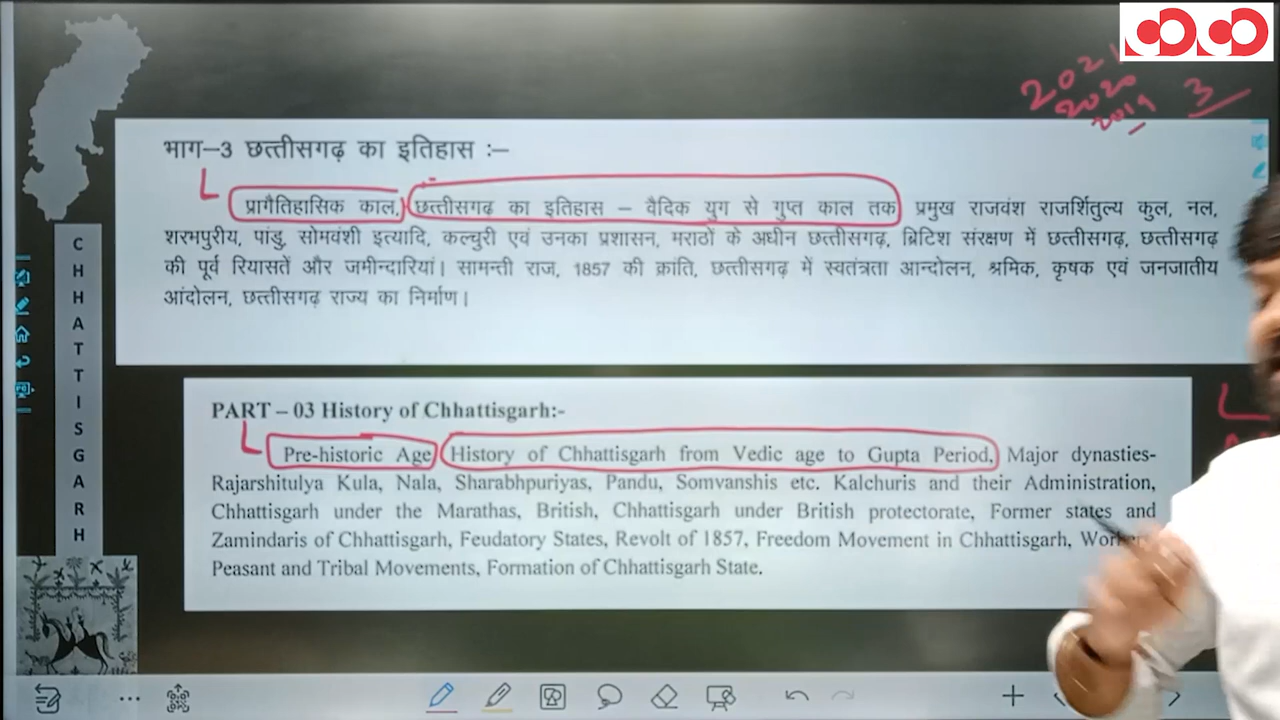 2021
2020
2019
3
भाग–3 छत्तीसगढ़ का इतिहास :–
प्रागैतिहासिक काल, छत्तीसगढ़ का इतिहास – वैदिक युग से गुप्त काल तक प्रमुख राजवंश राजर्शितुल्य कुल, नल,
शरभपुरीय, पांडु, सोमवंशी इत्यादि, कल्चुरी एवं उनका प्रशासन, मराठों के अधीन छत्तीसगढ़, ब्रिटिश संरक्षण में छत्तीसगढ़, छत्तीसगढ़
की पूर्व रियासतें और जमीन्दारियां। सामन्ती राज, 1857 की क्रांति, छत्तीसगढ़ में स्वतंत्रता आन्दोलन, श्रमिक, कृषक एवं जनजातीय
आंदोलन, छत्तीसगढ़ राज्य का निर्माण।
CHHATTISGARH
PART – 03 History of Chhattisgarh:-
Pre-historic Age, History of Chhattisgarh from Vedic age to Gupta Period, Major dynasties-
Rajarshitulya Kula, Nala, Sharabhpuriyas, Pandu, Somvanshis etc. Kalchuris and their Administration,
Chhattisgarh under the Marathas, British, Chhattisgarh under British protectorate, Former states and
Zamindaris of Chhattisgarh, Feudatory States, Revolt of 1857, Freedom Movement in Chhattisgarh,
Peasant and Tribal Movements, Formation of Chhattisgarh State.